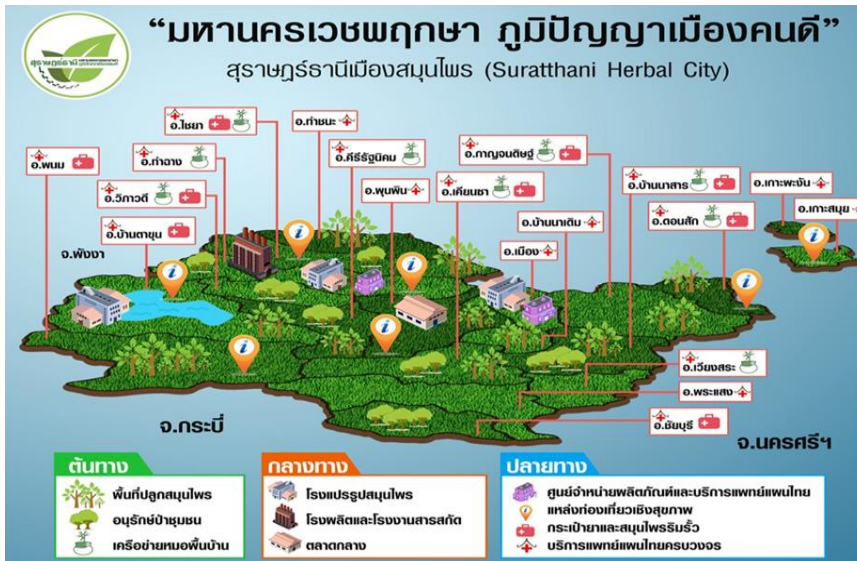 “มหานครเวชพฤกษา ภูมิปัญญาเมืองคนดี”
สุราษฎร์ธานีเมืองสมุนไพร (Suratthani Herbal City)
สุราษฎร์ธานี
อ.ไชยา
อ.ท่าชนะ
อ.พนม
อ.ท่าฉาง
อ.คีรีรัฐนิคม
อ.กาญจนดิษฐ์
อ.วิภาวดี
อ.พุนพิน
อ.เคียนซา
อ.บ้านนาสาร
อ.เกาะพะงัน
อ.บ้านตาขุน
อ.บ้านนาเดิม
อ.ดอนสัก
อ.เกาะสมุย
จ.พังงา
อ.เมือง
อ.เวียงสระ
อ.พระแสง
อ.ชัยบุรี
จ.กระบี่
จ.นครศรีฯ
ต้นทาง
พื้นที่ปลูกสมุนไพร
อนุรักษ์ป่าชุมชน
เครือข่ายหมอพื้นบ้าน
กลางทาง
โรงแปรรูปสมุนไพร
โรงผลิตและโรงงานสารสกัด
ตลาดกลาง
ปลายทาง
ศูนย์จำหน่ายผลิตภัณฑ์และบริการแพทย์แผนไทย
แหล่งท่องเที่ยวเชิงสุขภาพ
กระเป๋ายาและสมุนไพรริมรั้ว
บริการแพทย์แผนไทยครบวงจร